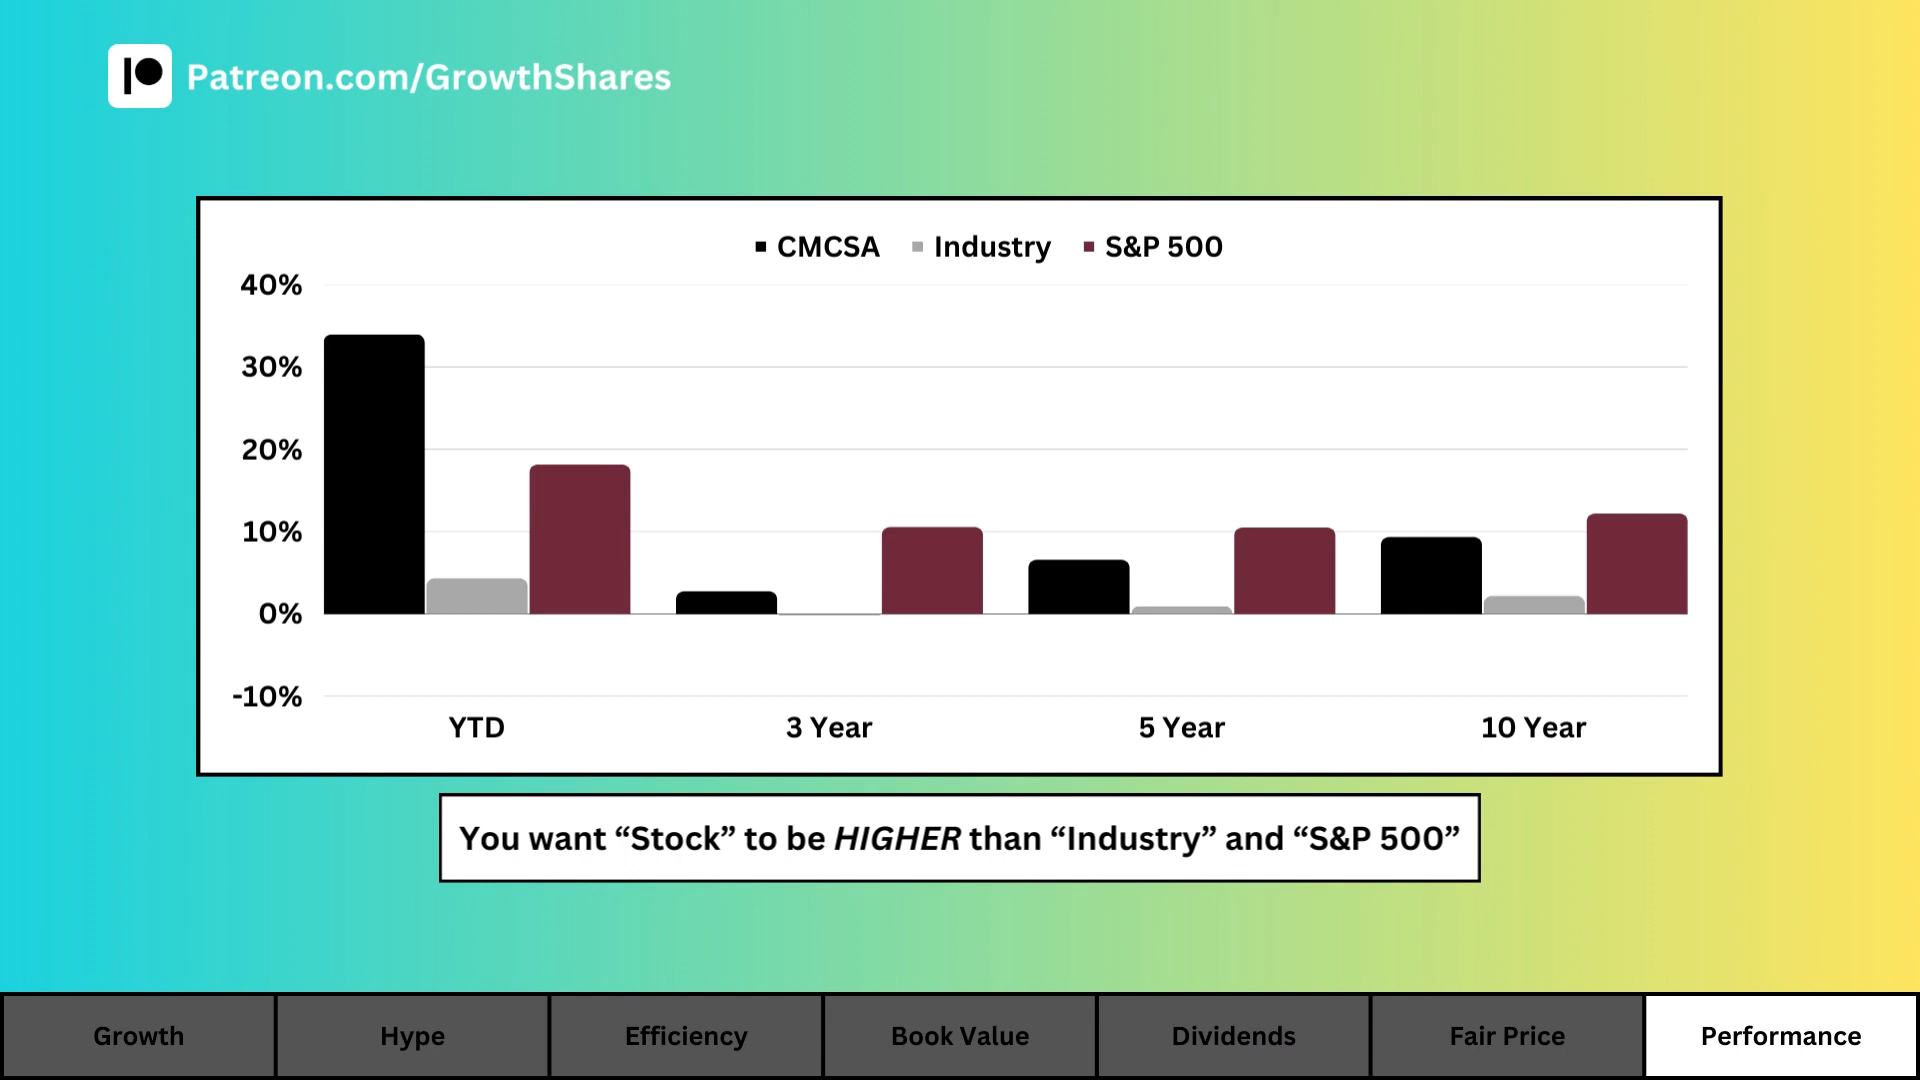 Patreon.com/GrowthShares
CMCSA Industry S&P 500
40%
30%
20%
10%
0%
-10%
YTD 3 Year 5 Year 10 Year
You want “Stock” to be HIGHER than “Industry” and “S&P 500”
Growth Hype Efficiency Book Value Dividends Fair Price Performance